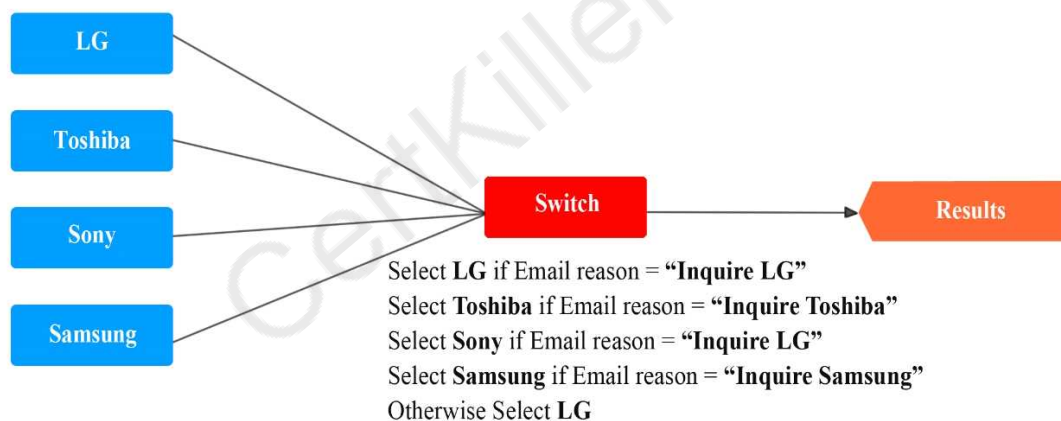 LG
Toshiba
Sony
Samsung
Switch
Results
Select LG if Email reason = “Inquire LG”
Select Toshiba if Email reason = “Inquire Toshiba”
Select Sony if Email reason = “Inquire LG”
Select Samsung if Email reason = “Inquire Samsung”
Otherwise Select LG
CertKiller